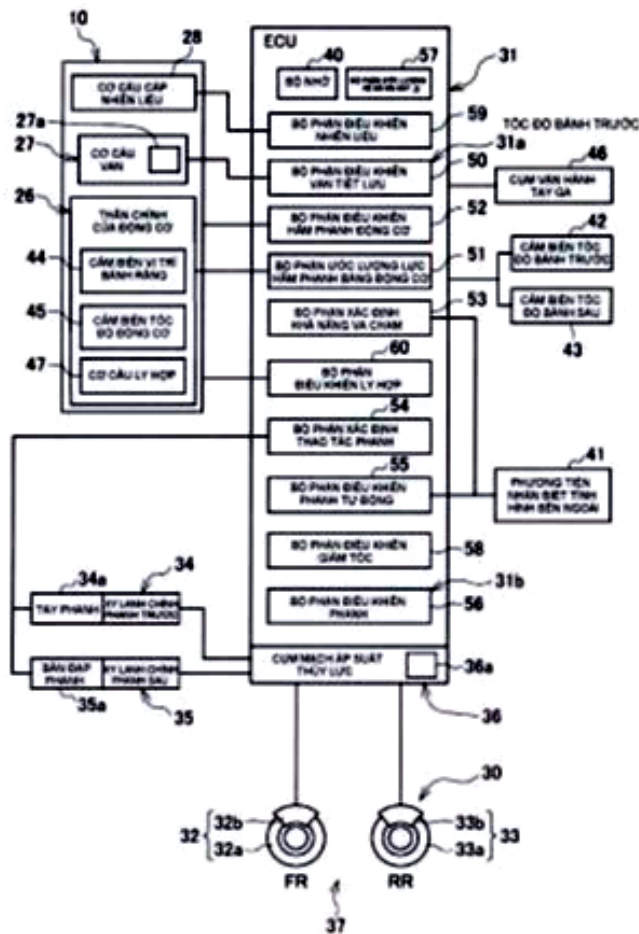 10
28
CƠ CẤU CẤP
NHIÊN LIỆU
27a
27
CƠ CẤU
VAN
26
THÂN CHÍNH
CỦA ĐỘNG CƠ
44
CẢM BIẾN VỊ TRÍ
BÁNH RĂNG
45
CẢM BIẾN TỐC
ĐỘ ĐỘNG CƠ
47
CƠ CẤU LY HỢP
ECU
40
BỘ NHỚ
57
31
BỘ PHẬN ĐIỀU KHIỂN
NHIÊN LIỆU
59
31a
BỘ PHẬN ĐIỀU KHIỂN
VAN TIẾT LƯU
50
BỘ PHẬN ĐIỀU KHIỂN
HÃM PHANH ĐỘNG CƠ
52
BỘ PHẬN ƯỚC LƯỢNG LỰC
HÃM PHANH BẰNG ĐỘNG CƠ
51
BỘ PHẬN XÁC ĐỊNH
KHẢ NĂNG VA CHẠM
53
60
BỘ PHẬN
ĐIỀU KHIỂN LY HỢP
54
BỘ PHẬN XÁC ĐỊNH
THAO TÁC PHANH
55
BỘ PHẬN ĐIỀU KHIỂN
PHANH TỰ ĐỘNG
BỘ PHẬN ĐIỀU KHIỂN
GIẢM TỐC
58
31b
BỘ PHẬN ĐIỀU KHIỂN
PHANH
56
CỤM MẠCH ÁP SUẤT
THỦY LỰC
36a
36
TỐC ĐỘ BÁNH TRƯỚC
46
CỤM VẬN HÀNH
TAY GA
42
CẢM BIẾN TỐC
ĐỘ BÁNH TRƯỚC
CẢM BIẾN TỐC
ĐỘ BÁNH SAU
43
41
PHƯƠNG TIỆN
NHẬN BIẾT TÌNH
HÌNH BÊN NGOÀI
34a
34
TAY PHANH
XY LANH CHÍNH
PHANH TRƯỚC
BÀN ĐẠP
PHANH
XY LANH CHÍNH
PHANH SAU
35a
35
30
32
32b
32a
FR
33b
33a
33
RR
37